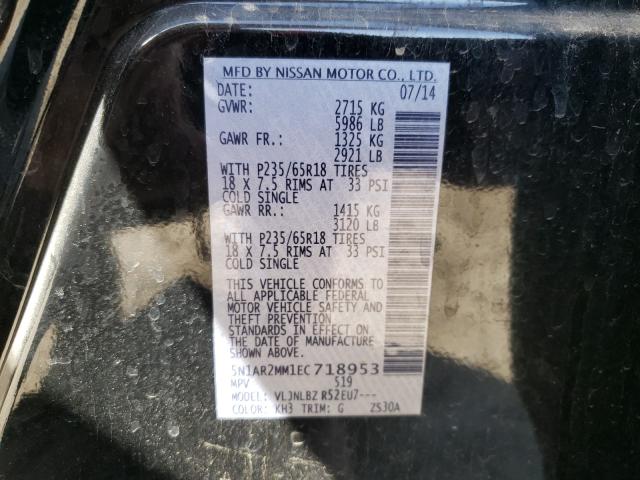 MFD BY NISSAN MOTOR CO., LTD.
DATE: 07/14
GVWR: 2715 KG
5986 LB
GAWR FR.: 1325 KG
2921 LB
WITH P235/65R18 TIRES
18 X 7.5 RIMS AT 33 PSI
COLD SINGLE
GAWR RR.: 1415 KG
3120 LB
WITH P235/65R18 TIRES
18 X 7.5 RIMS AT 33 PSI
COLD SINGLE
THIS VEHICLE CONFORMS TO
ALL APPLICABLE FEDERAL
MOTOR VEHICLE SAFETY AND
THEFT PREVENTION
STANDARDS IN EFFECT ON
THE DATE OF MANUFACTURE
SHOWN ABOVE.
5N1AR2MM1EC718953
MPV 519
MODEL: VLJNLBZ R52EU7---
COLOR: KH3 TRIM: G ZS30A